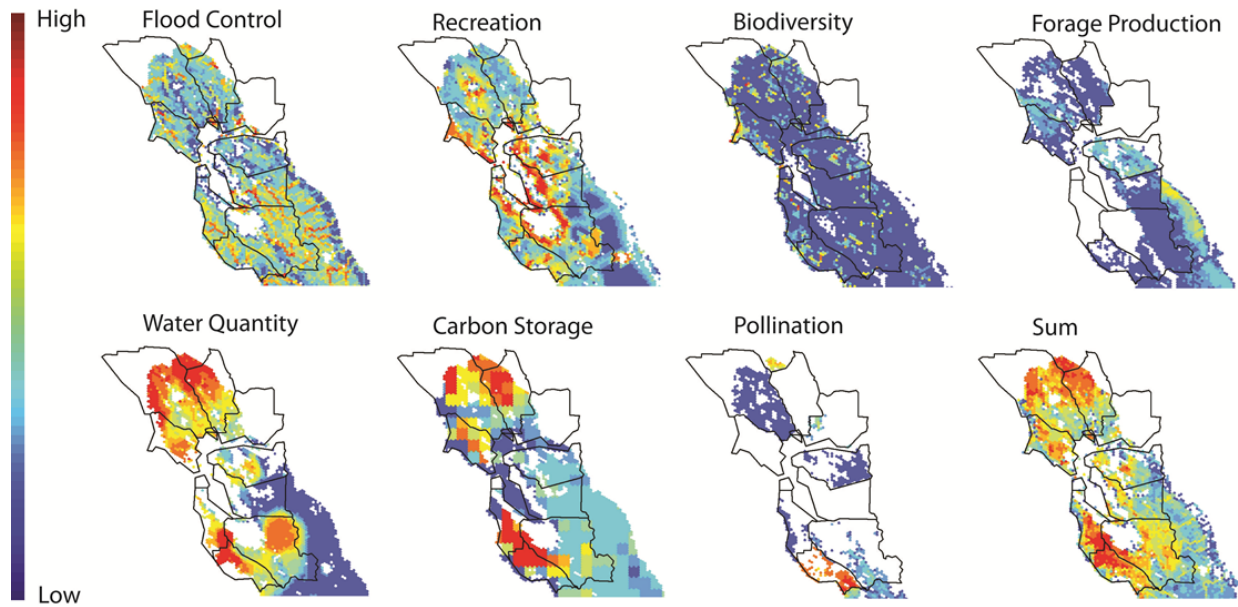 High
Flood Control
Recreation
Biodiversity
Forage Production
Water Quantity
Carbon Storage
Pollination
Sum
Low